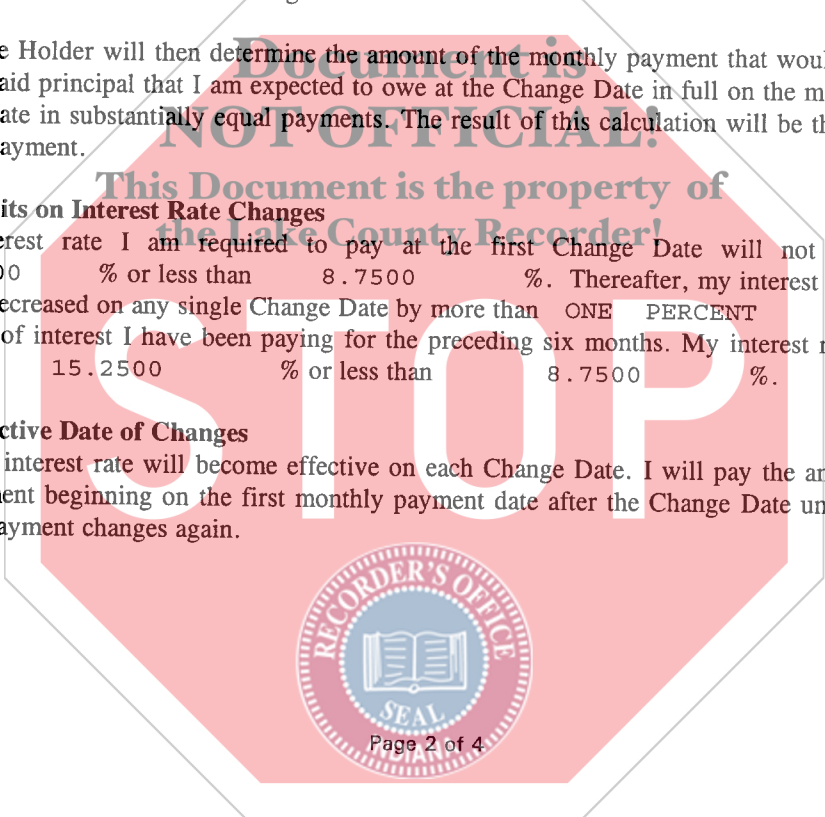 e Holder will then determine the amount of the monthly payment that woul
aid principal that I am expected to owe at the Change Date in full on the m
ate in substantially equal payments. The result of this calculation will be th
ayment.
its on Interest Rate Changes
erest rate I am required to pay at the first Change Date will not
00 % or less than 8.7500 %. Thereafter, my interest
ecreased on any single Change Date by more than ONE PERCENT
of interest I have been paying for the preceding six months. My interest r
15.2500 % or less than 8.7500 %.
ctive Date of Changes
interest rate will become effective on each Change Date. I will pay the am
ent beginning on the first monthly payment date after the Change Date un
ayment changes again.
Page 2 of 4
Document is
NOT OFFICIAL!
This Document is the property of
the Lake County Recorder!
STOP
RECORDER'S OFFICE
SEAL
INDIANA